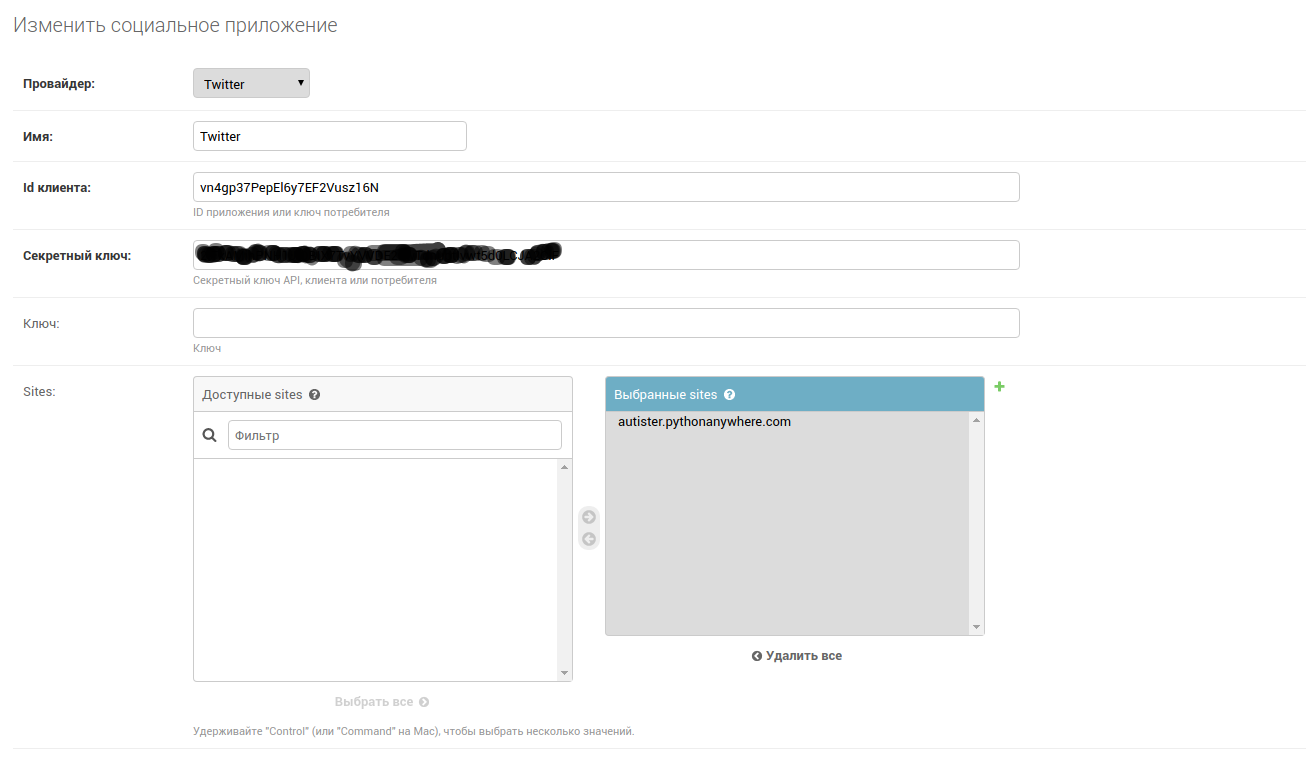 Изменить социальное приложение
Провайдер: Twitter
Имя: Twitter
Id клиента: vn4gp37PepEl6y7EF2Vusz16N
ID приложения или ключ потребителя
Секретный ключ:
Секретный ключ API, клиента или потребителя
Ключ:
Ключ
Sites: Доступные sites Выбранные sites
Фильтр autister.pythonanywhere.com
Удалить все
Выбрать все
Удерживайте "Control" (или "Command" на Mac), чтобы выбрать несколько значений.